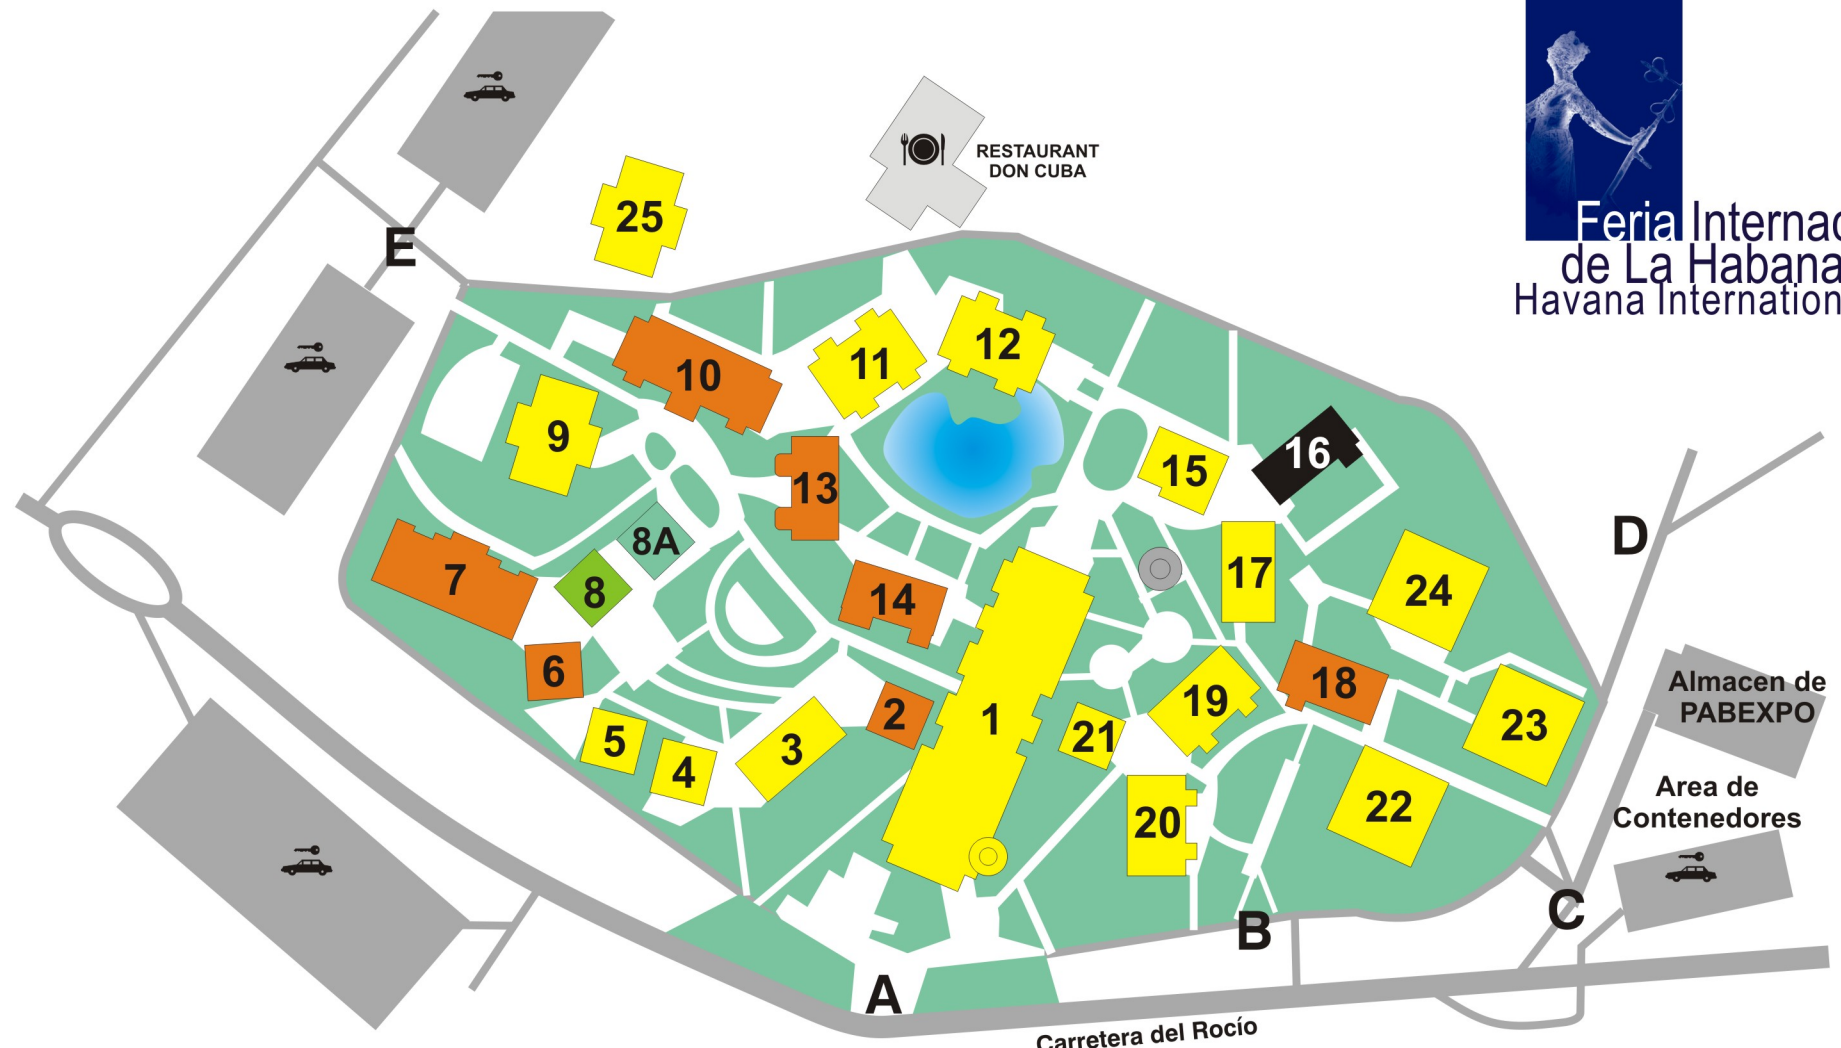 Feria Internac
de La Habana
Havana Internation
RESTAURANT
DON CUBA
25
E
12
11
10
9
13
15
16
8A
7
8
14
17
24
D
6
5
4
3
2
1
21
19
18
23
20
22
Almacen de
PABEXPO
Area de
Contenedores
C
B
A
Carretera del Rocío